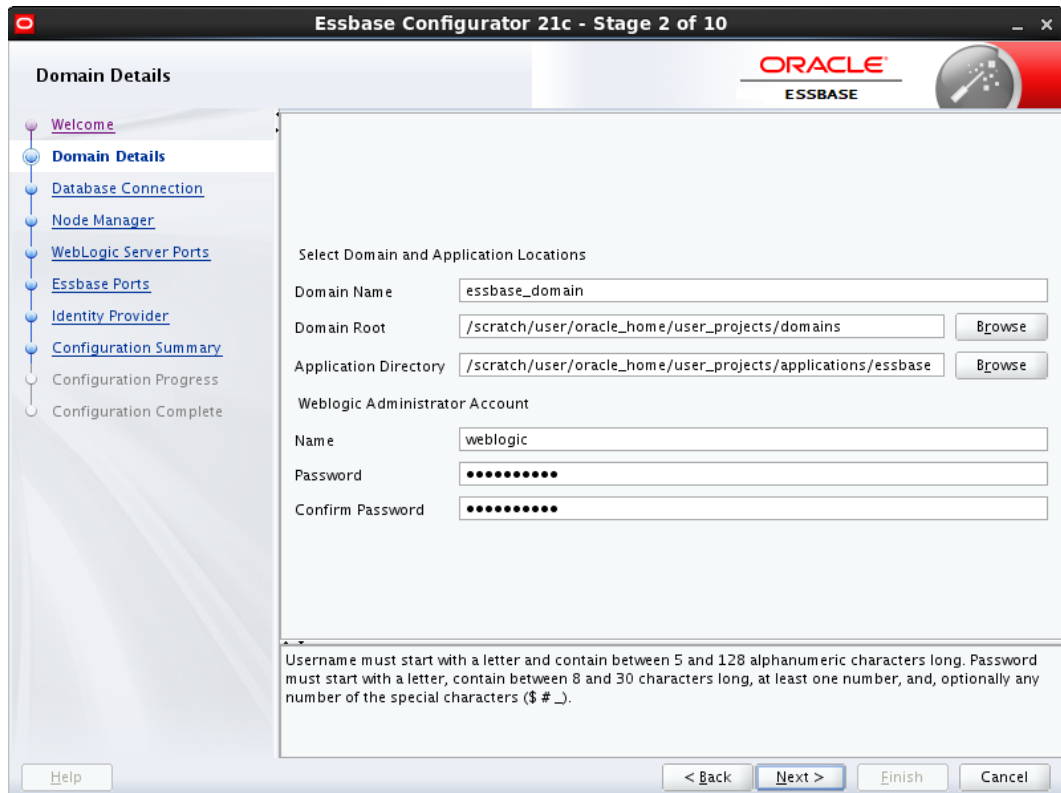 Essbase Configurator 21c - Stage 2 of 10
Domain Details
ORACLE
ESSBASE
Welcome
Domain Details
Database Connection
Node Manager
WebLogic Server Ports
Essbase Ports
Identity Provider
Configuration Summary
Configuration Progress
Configuration Complete
Select Domain and Application Locations
Domain Name essbase_domain
Domain Root /scratch/user/oracle_home/user_projects/domains Browse
Application Directory /scratch/user/oracle_home/user_projects/applications/essbase Browse
Weblogic Administrator Account
Name weblogic
Password ••••••••••
Confirm Password ••••••••••
Username must start with a letter and contain between 5 and 128 alphanumeric characters long. Password
must start with a letter, contain between 8 and 30 characters long, at least one number, and, optionally any
number of the special characters ($ # _).
Help < Back Next > Finish Cancel